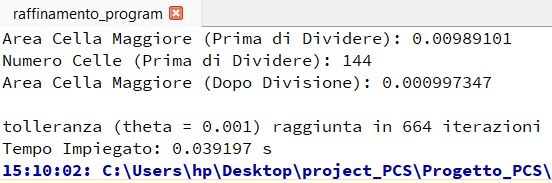 raffinamento_program
Area Cella Maggiore (Prima di Dividere): 0.00989101
Numero Celle (Prima di Dividere): 144
Area Cella Maggiore (Dopo Divisione): 0.000997347
tolleranza (theta = 0.001) raggiunta in 664 iterazioni
Tempo Impiegato: 0.039197 s
15:10:02: C:\Users\hp\Desktop\project_PCS\Progetto_PCS\